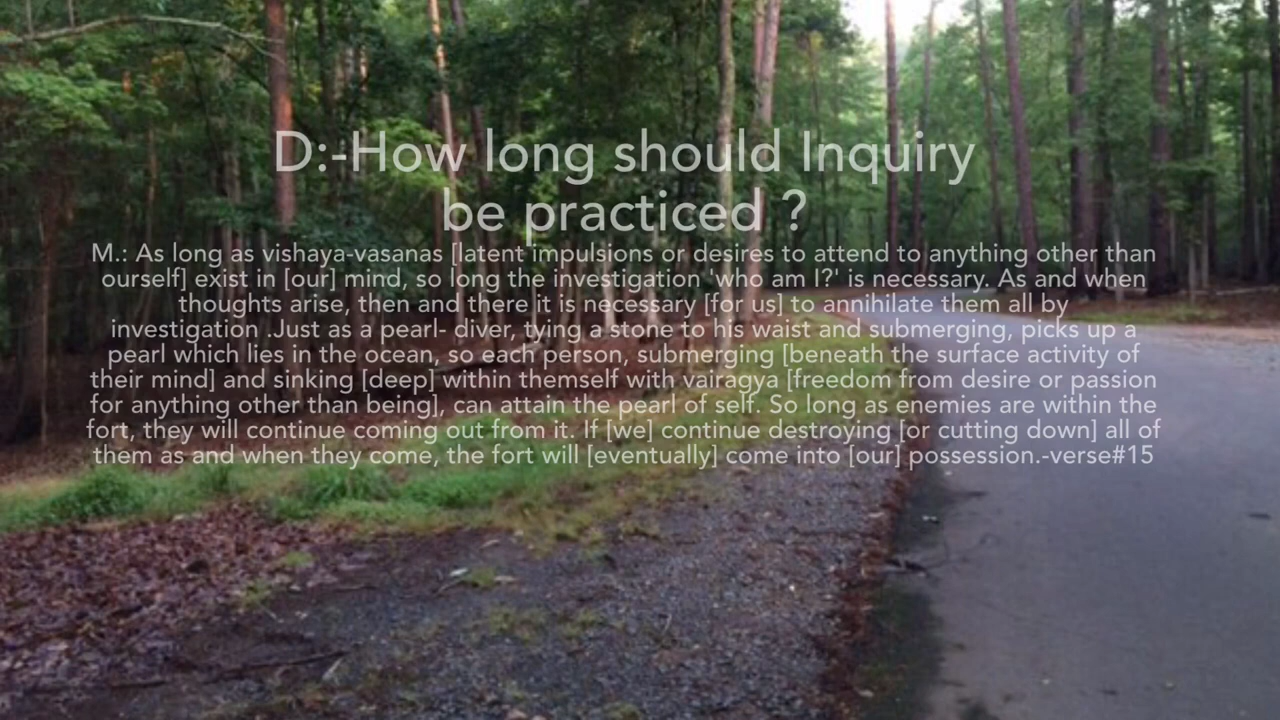 D:-How long should Inquiry
be practiced ?
M.: As long as vishaya-vasanas [latent impulsions or desires to attend to anything other than
ourself] exist in [our] mind, so long the investigation 'who am I?' is necessary. As and when
thoughts arise, then and there it is necessary [for us] to annihilate them all by
investigation .Just as a pearl- diver, tying a stone to his waist and submerging, picks up a
pearl which lies in the ocean, so each person, submerging [beneath the surface activity of
their mind] and sinking [deep] within themself with vairagya [freedom from desire or passion
for anything other than being], can attain the pearl of self. So long as enemies are within the
fort, they will continue coming out from it. If [we] continue destroying [or cutting down] all of
them as and when they come, the fort will [eventually] come into [our] possession.-verse#15